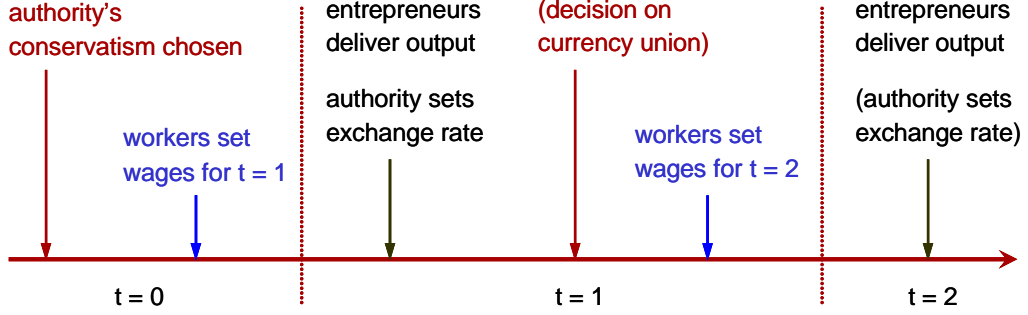 authority's
conservatism chosen
workers set
wages for t = 1
entrepreneurs
deliver output
authority sets
exchange rate
(decision on
currency union)
workers set
wages for t = 2
entrepreneurs
deliver output
(authority sets
exchange rate)
t = 0
t = 1
t = 2